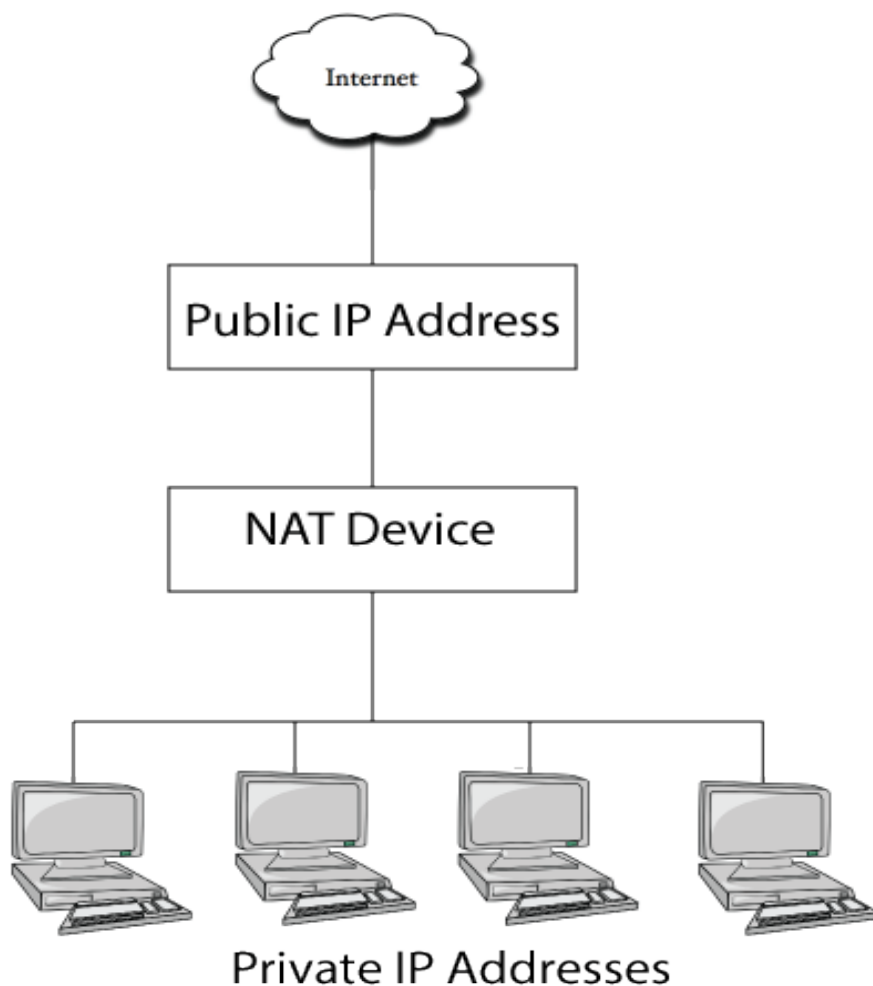 Internet
Public IP Address
NAT Device
Private IP Addresses